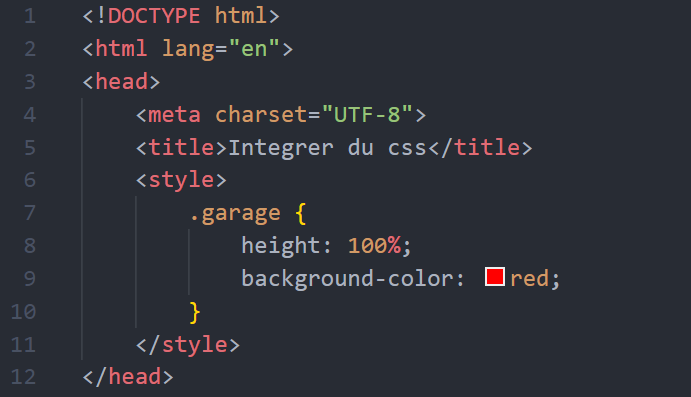 1 <!DOCTYPE html>
2 <html lang="en">
3 <head>
4     <meta charset="UTF-8">
5     <title>Integrer du css</title>
6     <style>
7         .garage {
8             height: 100%;
9             background-color: red;
10         }
11     </style>
12 </head>